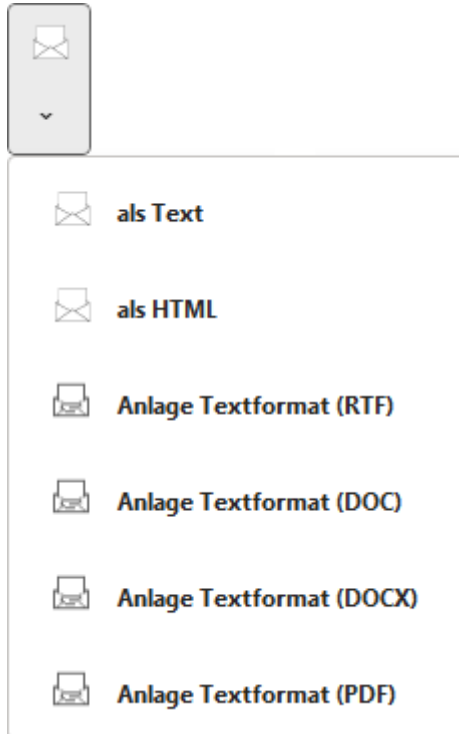 als Text
als HTML
Anlage Textformat (RTF)
Anlage Textformat (DOC)
Anlage Textformat (DOCX)
Anlage Textformat (PDF)